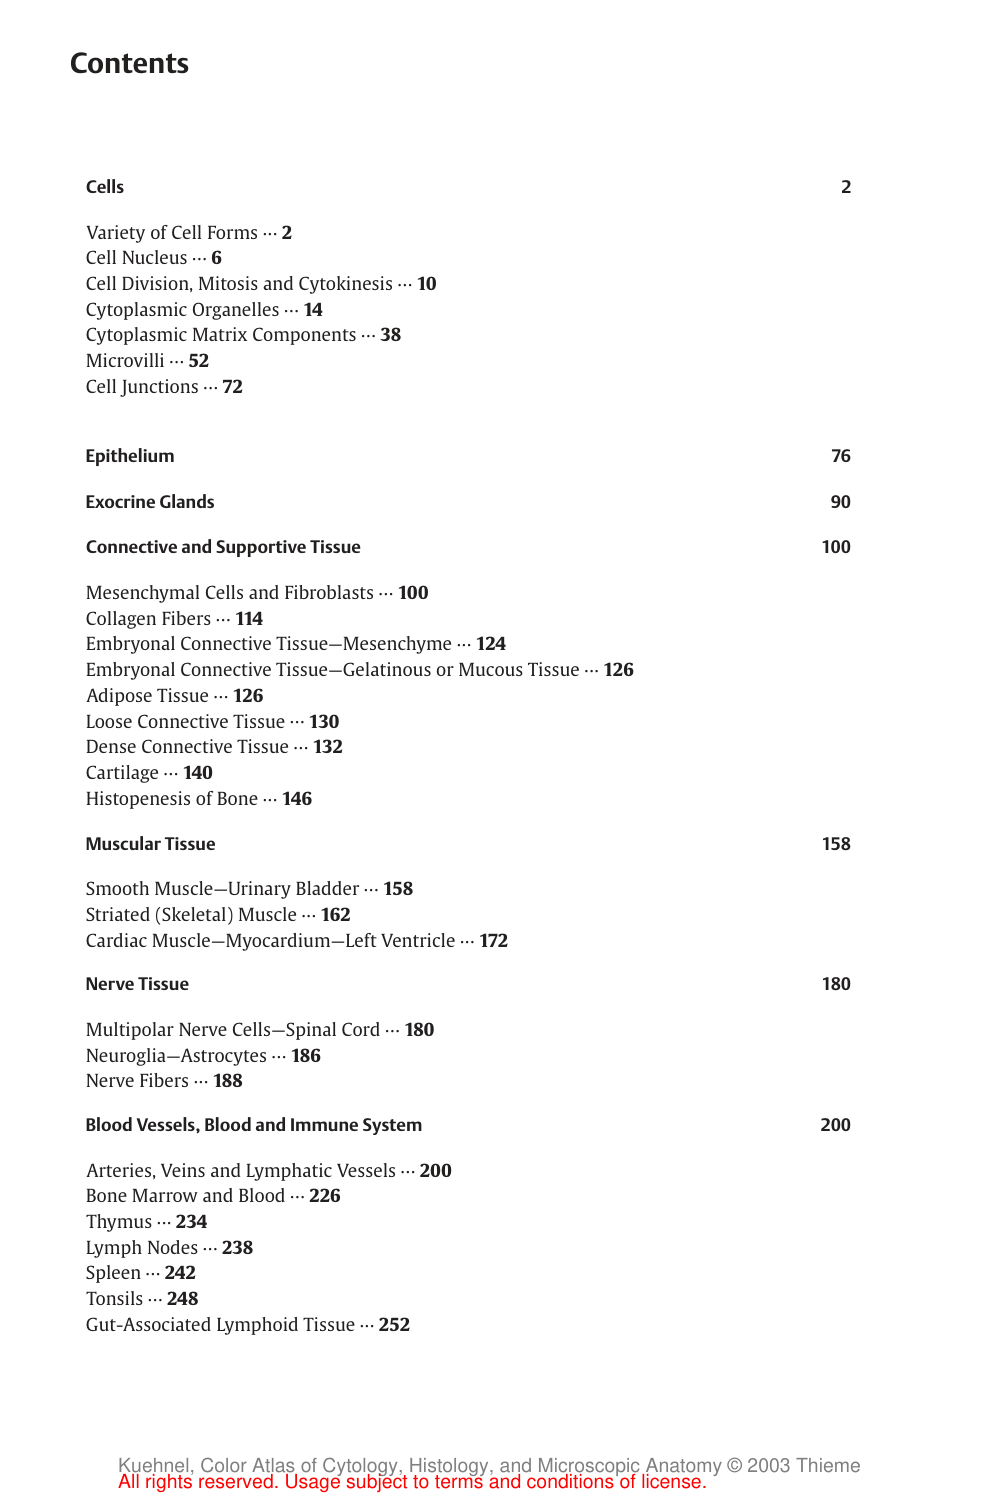 Contents
Cells 2
Variety of Cell Forms ··· 2
Cell Nucleus ··· 6
Cell Division, Mitosis and Cytokinesis ··· 10
Cytoplasmic Organelles ··· 14
Cytoplasmic Matrix Components ··· 38
Microvilli ··· 52
Cell Junctions ··· 72
Epithelium 76
Exocrine Glands 90
Connective and Supportive Tissue 100
Mesenchymal Cells and Fibroblasts ··· 100
Collagen Fibers ··· 114
Embryonal Connective Tissue—Mesenchyme ··· 124
Embryonal Connective Tissue—Gelatinous or Mucous Tissue ··· 126
Adipose Tissue ··· 126
Loose Connective Tissue ··· 130
Dense Connective Tissue ··· 132
Cartilage ··· 140
Histopenesis of Bone ··· 146
Muscular Tissue 158
Smooth Muscle—Urinary Bladder ··· 158
Striated (Skeletal) Muscle ··· 162
Cardiac Muscle—Myocardium—Left Ventricle ··· 172
Nerve Tissue 180
Multipolar Nerve Cells—Spinal Cord ··· 180
Neuroglia—Astrocytes ··· 186
Nerve Fibers ··· 188
Blood Vessels, Blood and Immune System 200
Arteries, Veins and Lymphatic Vessels ··· 200
Bone Marrow and Blood ··· 226
Thymus ··· 234
Lymph Nodes ··· 238
Spleen ··· 242
Tonsils ··· 248
Gut-Associated Lymphoid Tissue ··· 252
Kuehnel, Color Atlas of Cytology, Histology, and Microscopic Anatomy © 2003 Thieme
All rights reserved. Usage subject to terms and conditions of license.